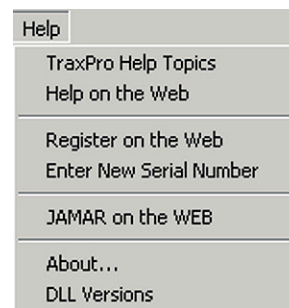 Help
TraxPro Help Topics
Help on the Web
Register on the Web
Enter New Serial Number
JAMAR on the WEB
About...
DLL Versions